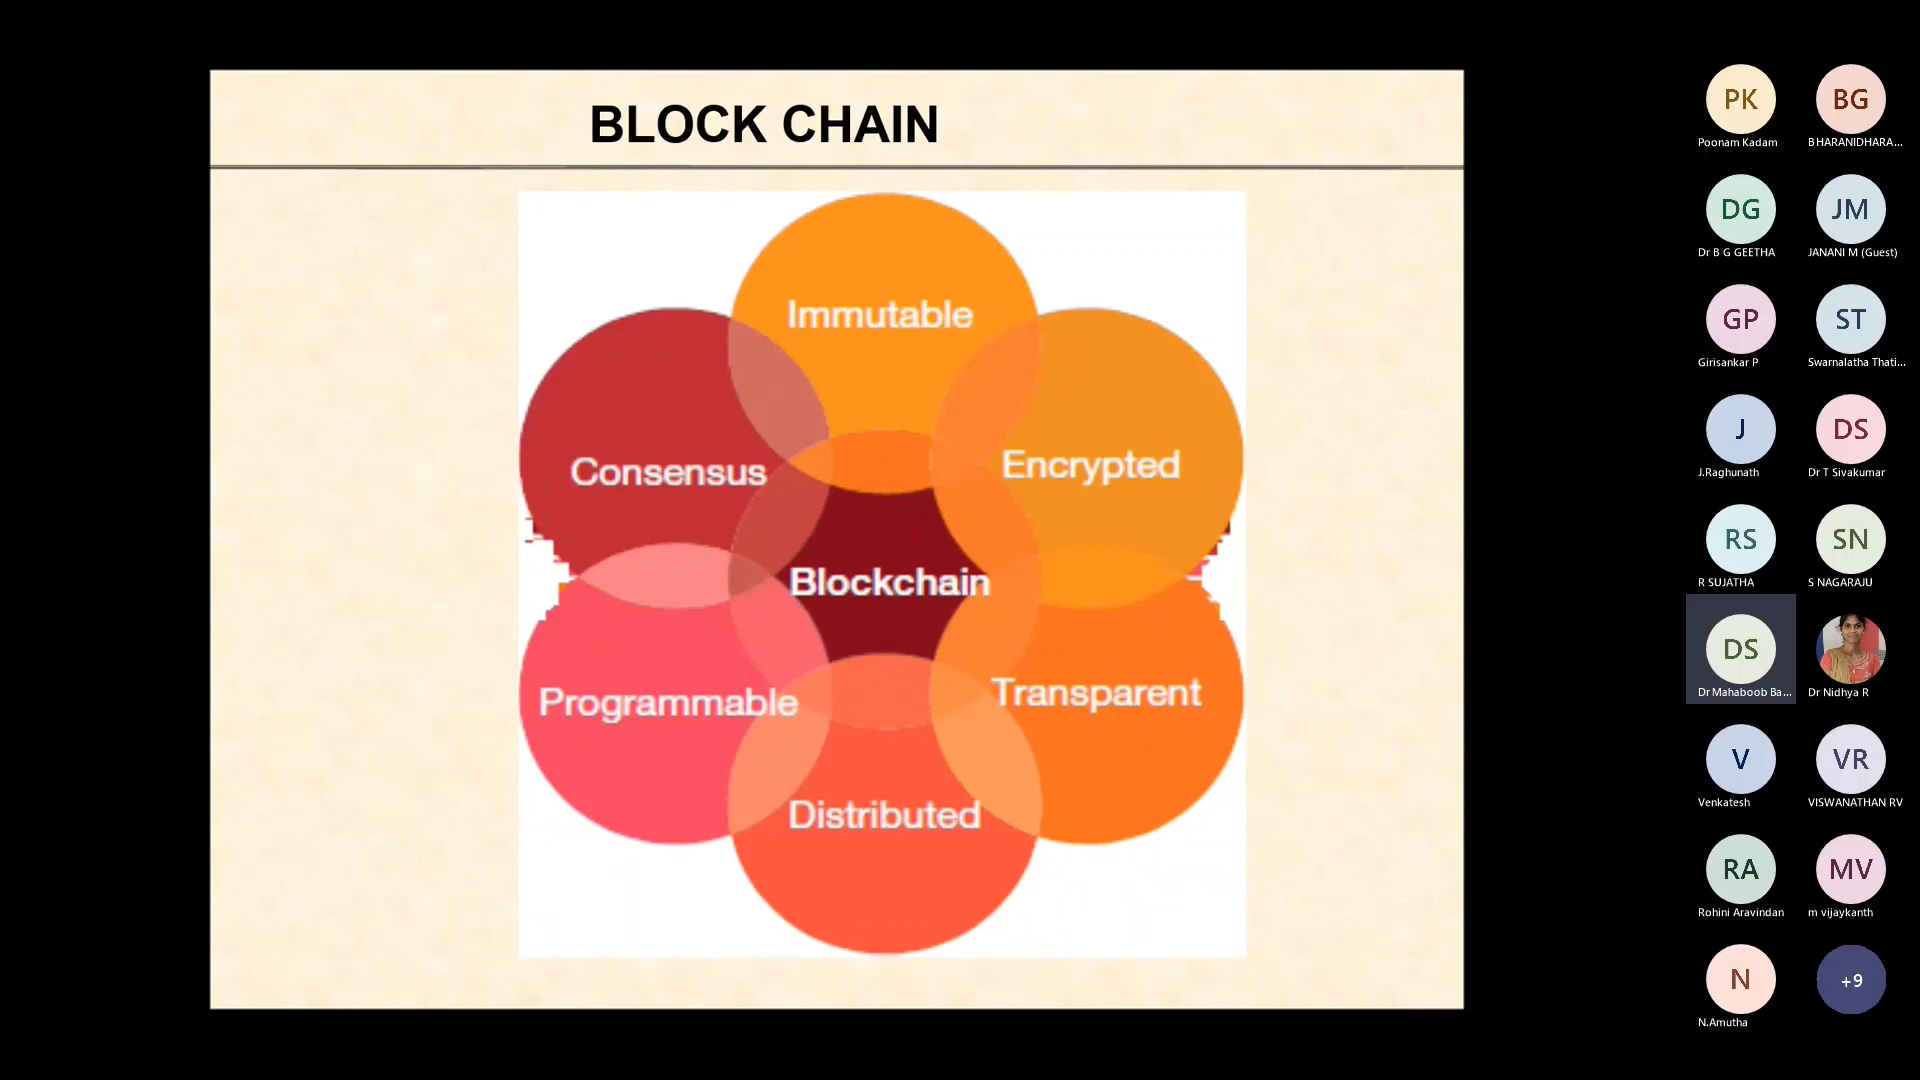 BLOCK CHAIN
Immutable
Consensus
Encrypted
Blockchain
Programmable
Transparent
Distributed
PK
BG
Poonam Kadam
BHARANIDHARA...
DG
JM
Dr B G GEETHA
JANANI M (Guest)
GP
ST
Girisankar P
Swarnalatha Thati...
J
DS
J.Raghunath
Dr T Sivakumar
RS
SN
R SUJATHA
S NAGARAJU
DS
Dr Mahaboob Ba...
Dr Nidhya R
V
VR
Venkatesh
VISWANATHAN RV
RA
MV
Rohini Aravindan
m vijaykanth
N
+9
N.Amutha